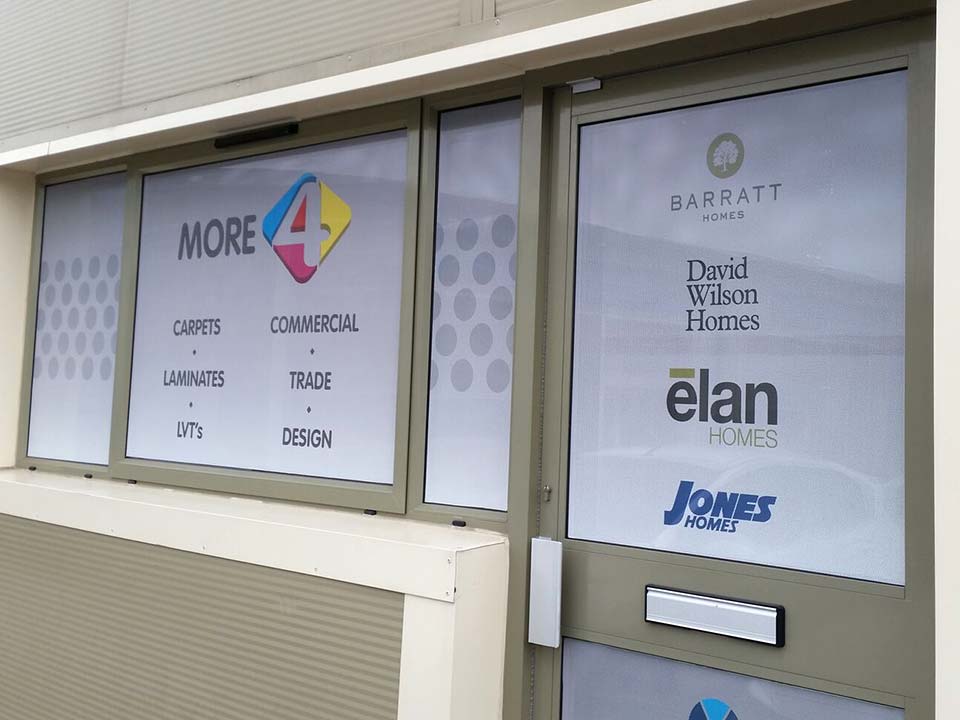 MORE 4
CARPETS
LAMINATES
LVT's
COMMERCIAL
TRADE
DESIGN
BARRATT
HOMES
David
Wilson
Homes
ēlan
HOMES
JONES
HOMES